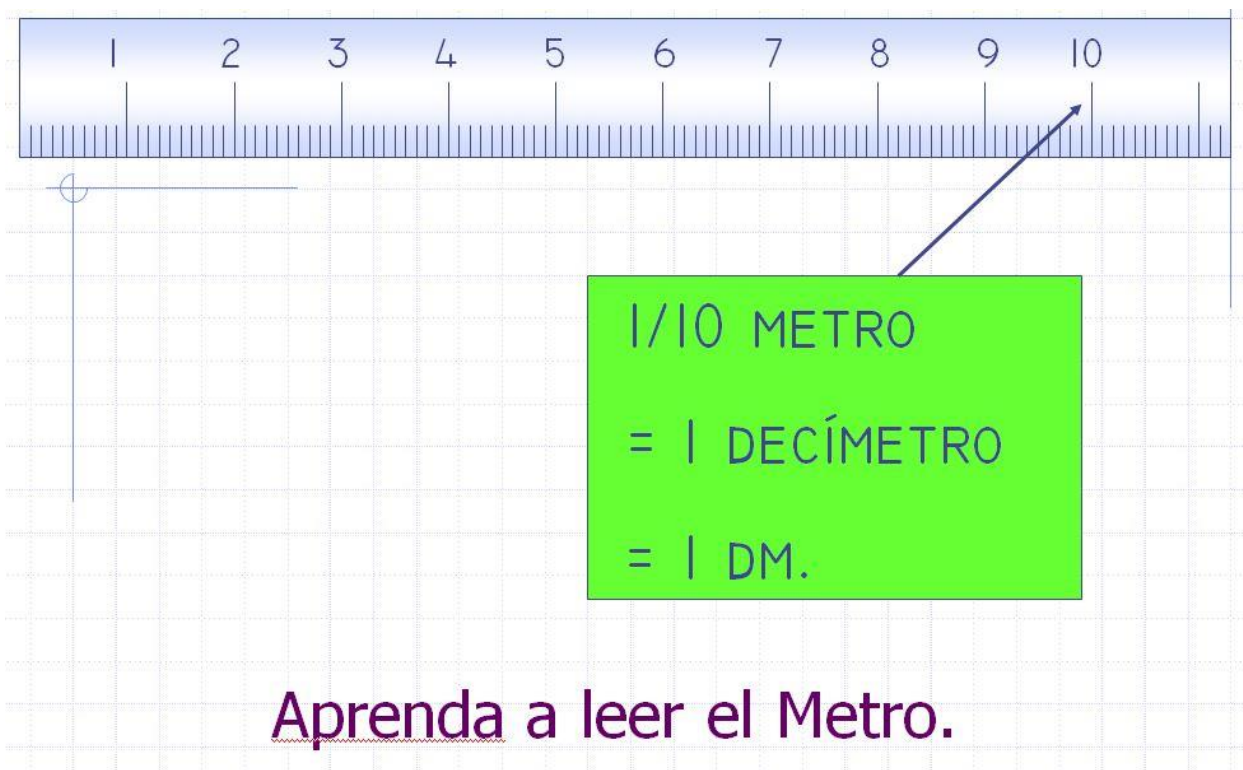 1 2 3 4 5 6 7 8 9 10
1/10 METRO
= 1 DECÍMETRO
= 1 DM.
Aprenda a leer el Metro.